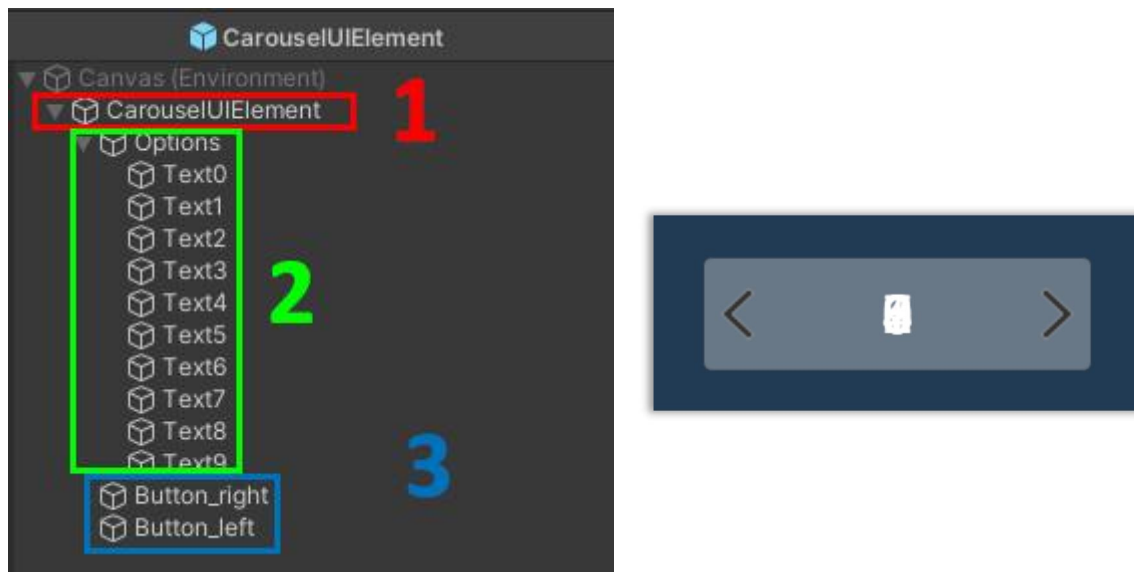 CarouselUIElement
Canvas (Environment)
CarouselUIElement
1
Options
Text0
Text1
Text2
Text3
2
Text4
Text5
Text6
Text7
Text8
3
Text9
Button_right
Button_left